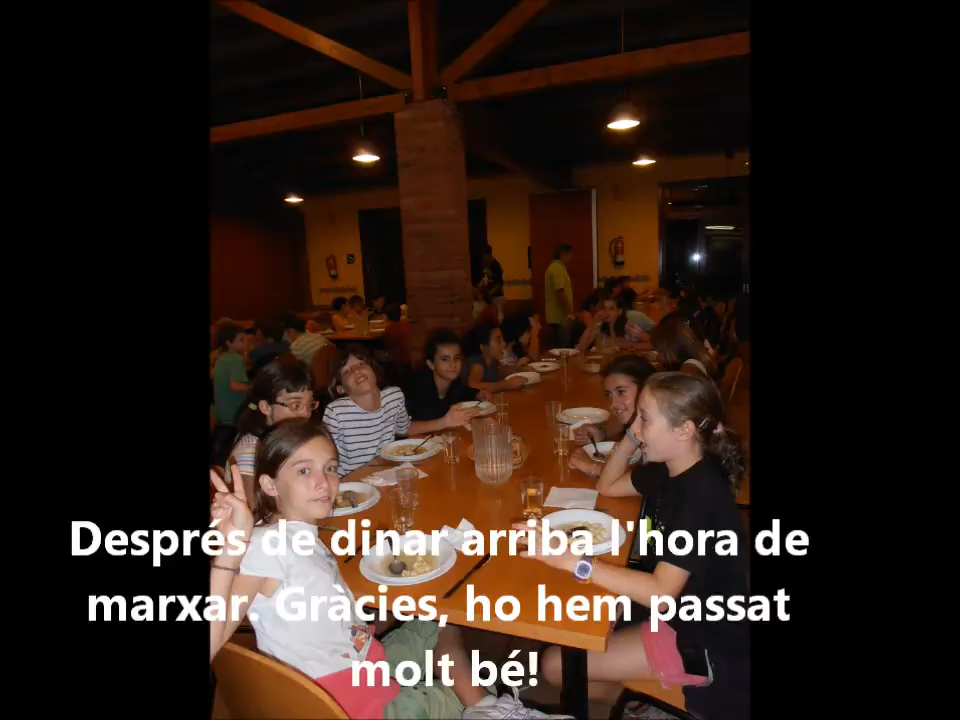 Després de dinar arriba l'hora de
marxar. Gràcies, ho hem passat
molt bé!